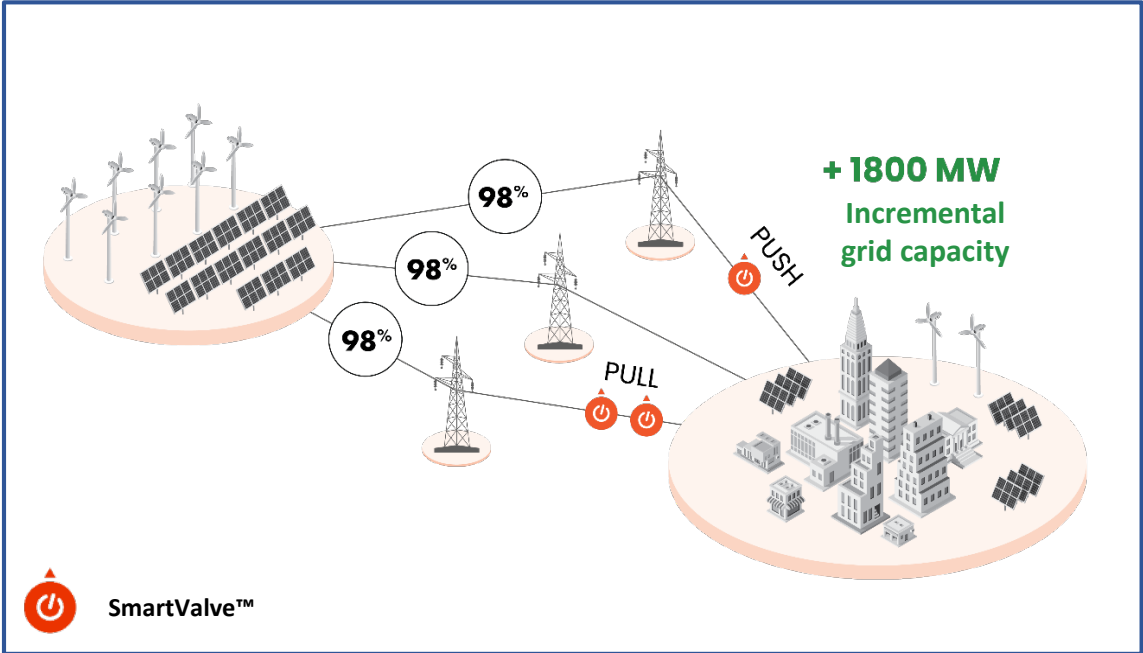 98%
+ 1800 MW
Incremental
grid capacity
PUSH
98%
98%
PULL
SmartValve™